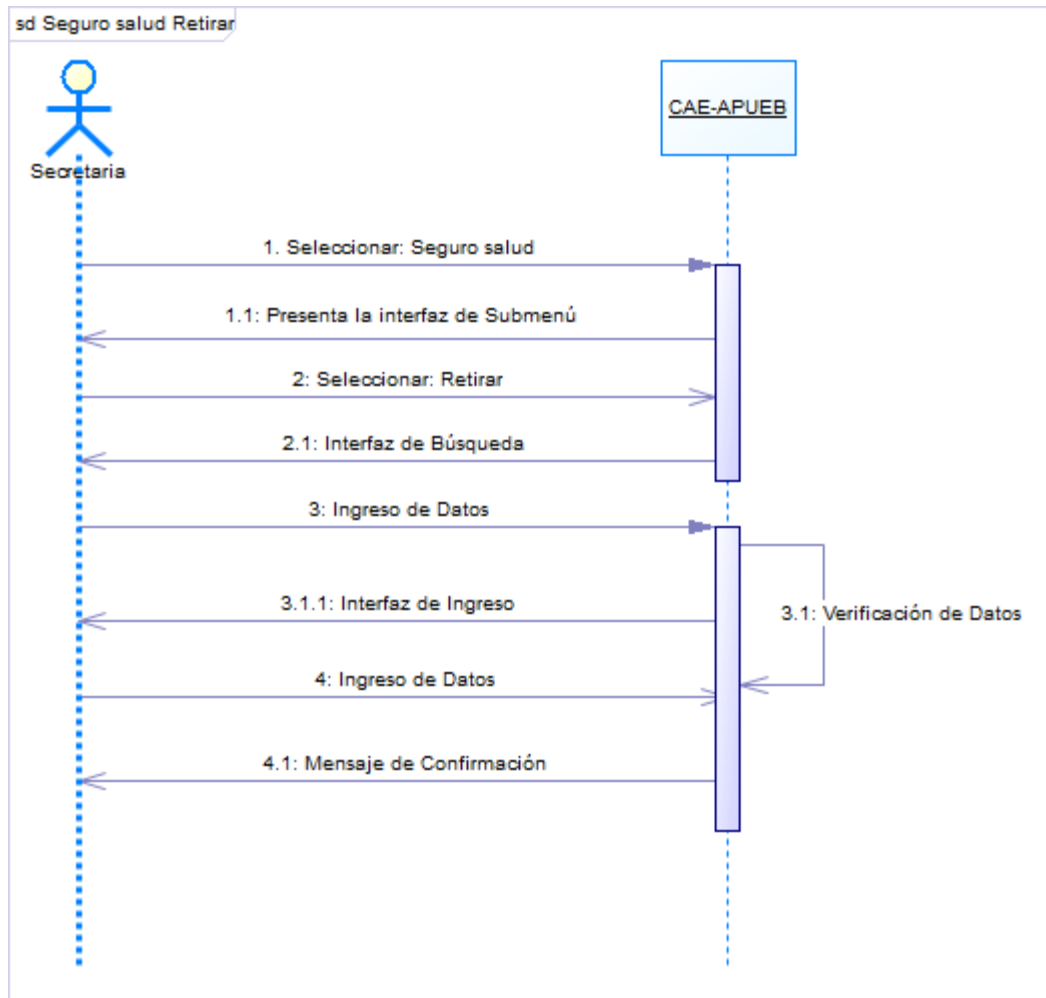 sd Seguro salud Retirar
CAE-APUEB
Secretaria
1. Seleccionar: Seguro salud
1.1: Presenta la interfaz de Submenú
2: Seleccionar: Retirar
2.1: Interfaz de Búsqueda
3: Ingreso de Datos
3.1.1: Interfaz de Ingreso
3.1: Verificación de Datos
4: Ingreso de Datos
4.1: Mensaje de Confirmación